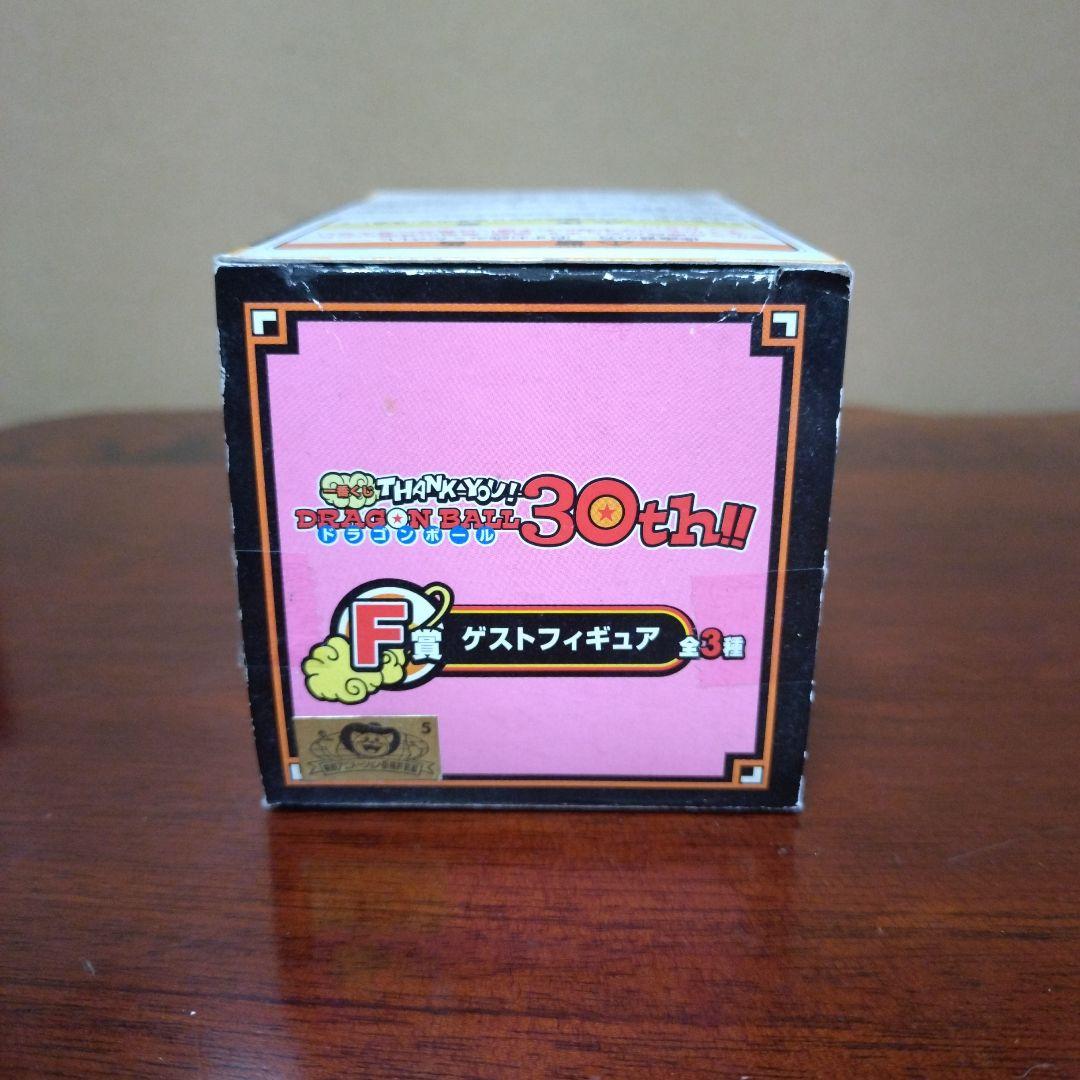 一番くじ THANK-YOU!
DRAGON BALL 30th!!
ドラゴンボール
F賞 ゲストフィギュア 全3種
5